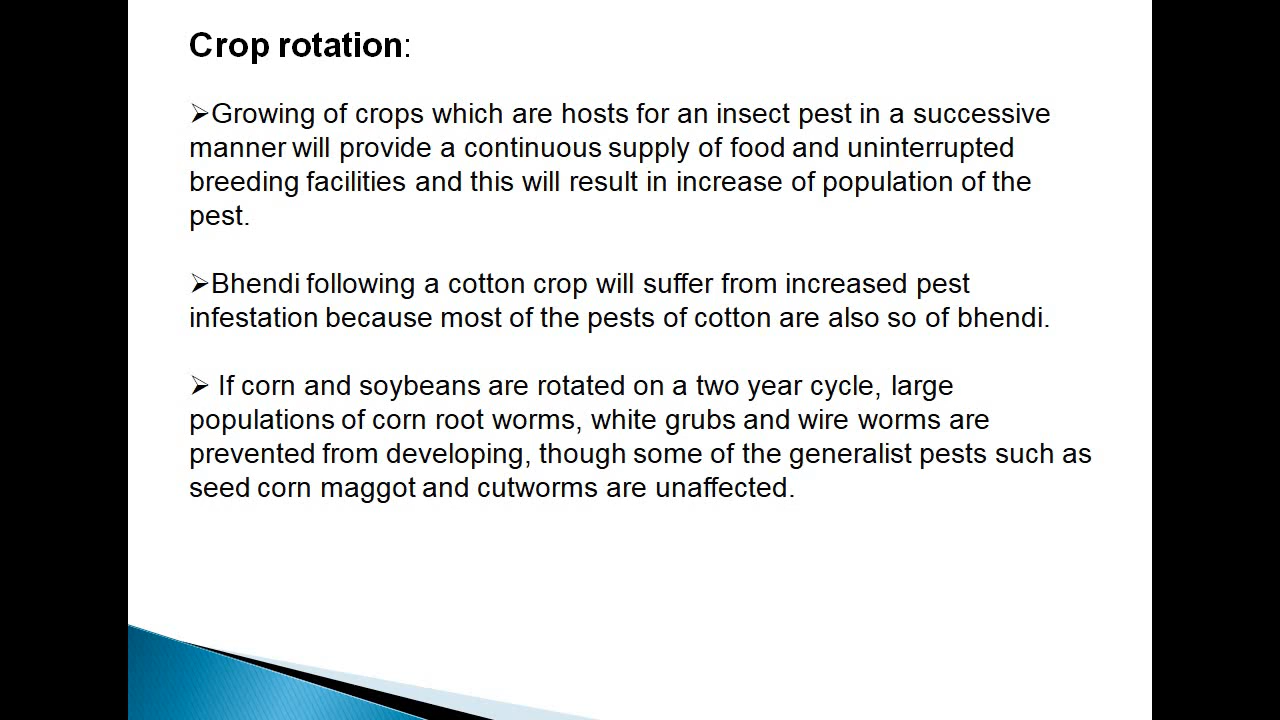 Crop rotation:
➢Growing of crops which are hosts for an insect pest in a successive
manner will provide a continuous supply of food and uninterrupted
breeding facilities and this will result in increase of population of the
pest.
➢Bhendi following a cotton crop will suffer from increased pest
infestation because most of the pests of cotton are also so of bhendi.
➢ If corn and soybeans are rotated on a two year cycle, large
populations of corn root worms, white grubs and wire worms are
prevented from developing, though some of the generalist pests such as
seed corn maggot and cutworms are unaffected.